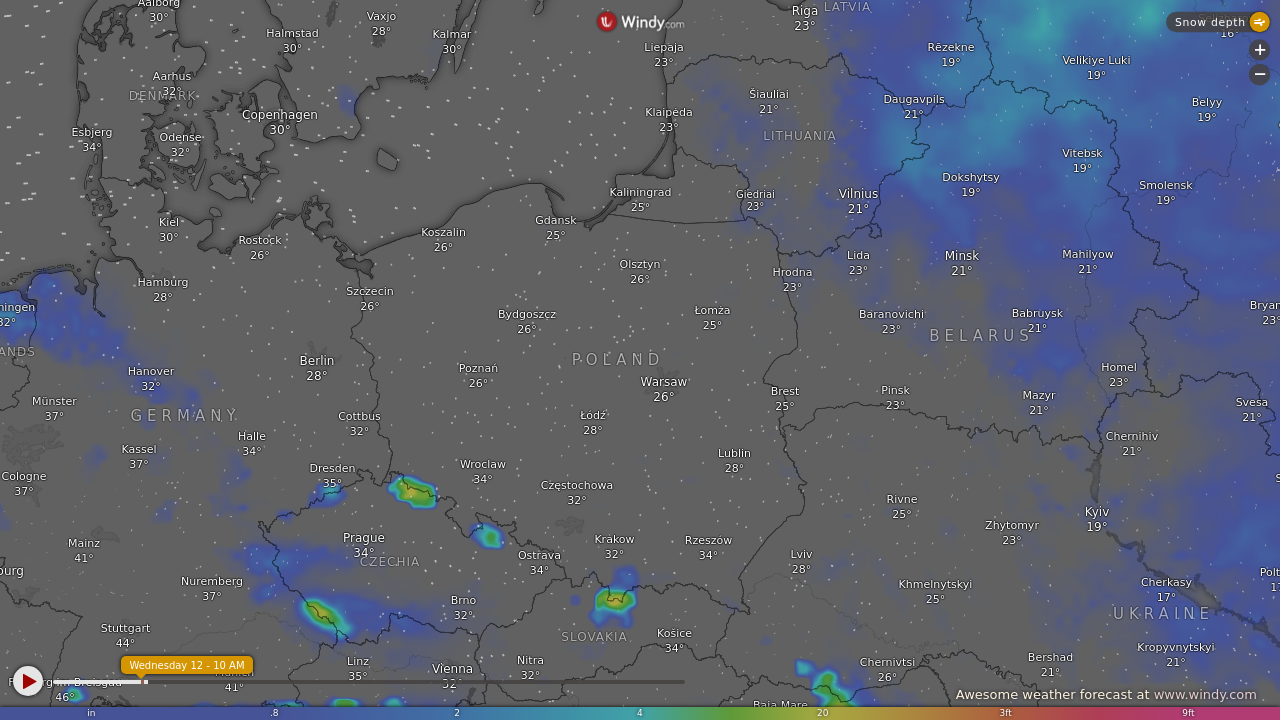 Aalborg
30°
Halmstad
30°
Vaxjo
28°
Kalmar
30°
Windy.com
Riga
23°
LATVIA
Snow depth
16°
Liepaja
23°
Rēzekne
19°
Velikiye Luki
19°
+
−
Aarhus
32°
DENMARK
Copenhagen
30°
Šiauliai
21°
Daugavpils
21°
Belyy
19°
Esbjerg
34°
Odense
32°
Klaipėda
23°
LITHUANIA
Vitebsk
19°
Kaliningrad
25°
Giedriai
23°
Vilnius
21°
Dokshytsy
19°
Smolensk
19°
Kiel
30°
Rostock
26°
Koszalin
26°
Gdansk
25°
Hamburg
28°
Szczecin
26°
Olsztyn
26°
Hrodna
23°
Lida
23°
Minsk
21°
Mahilyow
21°
ningen
32°
Bydgoszcz
26°
Łomża
25°
Baranovichi
23°
Babruysk
21°
BELARUS
Bryan
23°
ANDS
Hanover
32°
Berlin
28°
Poznań
26°
POLAND
Warsaw
26°
Brest
25°
Pinsk
23°
Mazyr
21°
Homel
23°
Münster
37°
GERMANY
Cottbus
32°
Łódź
28°
Svesa
21°
Kassel
37°
Halle
34°
Chernihiv
21°
Cologne
37°
Dresden
35°
Wroclaw
34°
Częstochowa
32°
Lublin
28°
Rivne
25°
Kyiv
19°
Mainz
41°
Prague
34°
CZECHIA
Ostrava
34°
Krakow
32°
Rzeszow
34°
Lviv
28°
Zhytomyr
23°
burg
Nuremberg
37°
Brno
32°
Khmelnytskyi
25°
Cherkasy
17°
Polt
UKRAINE
Stuttgart
44°
SLOVAKIA
Košice
34°
Linz
35°
Vienna
32°
Nitra
32°
Chernivtsi
26°
Bershad
21°
Kropyvnytskyi
21°
Wednesday 12 - 10 AM
46°
41°
Baia Mare
Awesome weather forecast at www.windy.com
in
.8
2
4
20
3ft
9ft